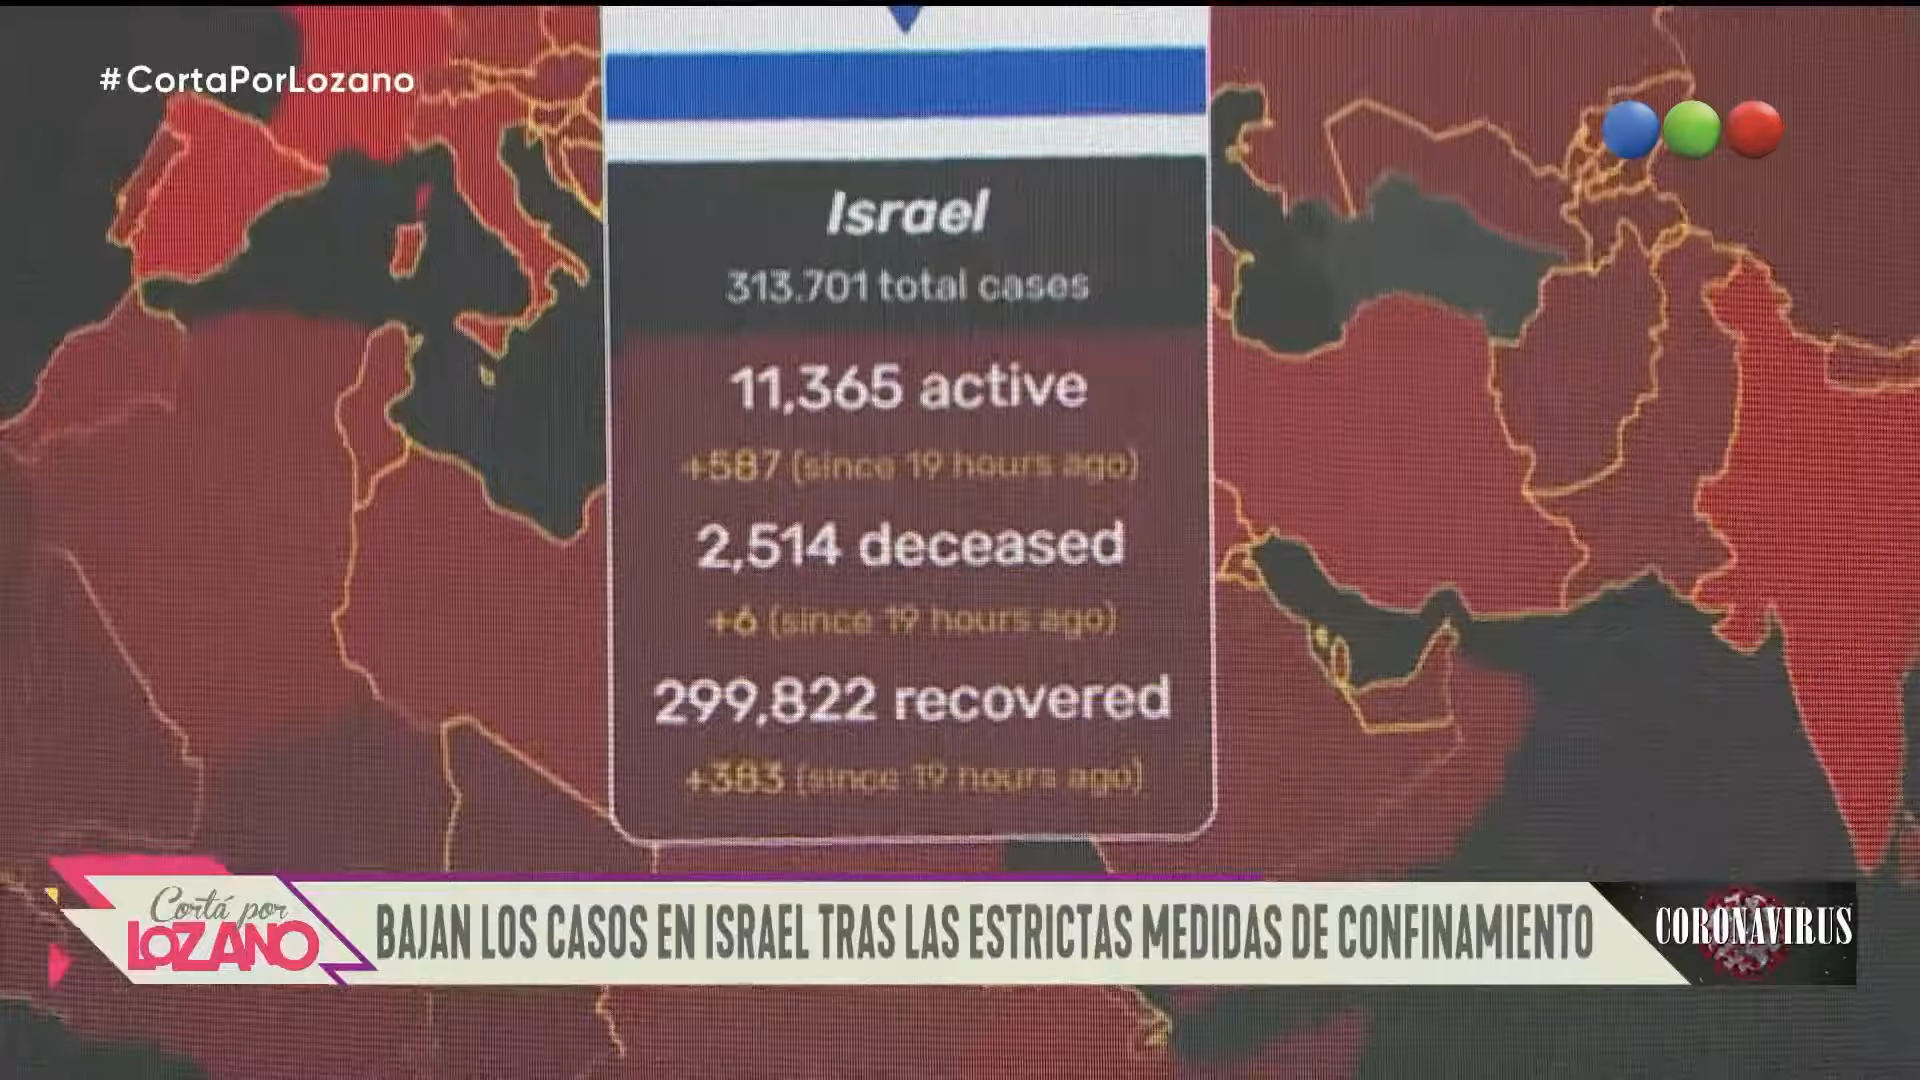 #CortaPorLozano
Israel
313.701 total cases
11,365 active
+587 (since 19 hours ago)
2,514 deceased
+6 (since 19 hours ago)
299,822 recovered
+383 (since 19 hours ago)
Cortá por
LOZANO
BAJAN LOS CASOS EN ISRAEL TRAS LAS ESTRICTAS MEDIDAS DE CONFINAMIENTO
CORONAVIRUS